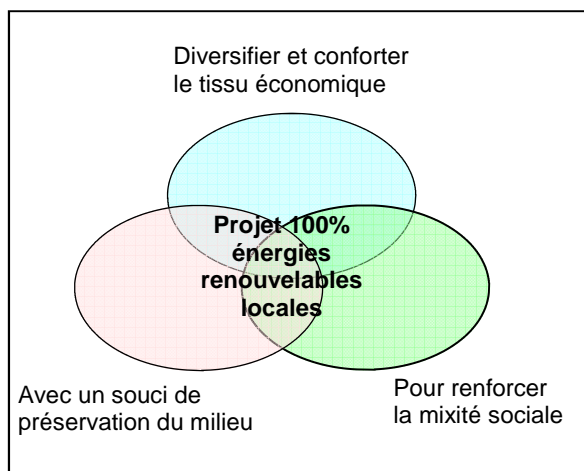 Diversifier et conforter
le tissu économique
Projet 100%
énergies
renouvelables
locales
Avec un souci de
préservation du milieu
Pour renforcer
la mixité sociale